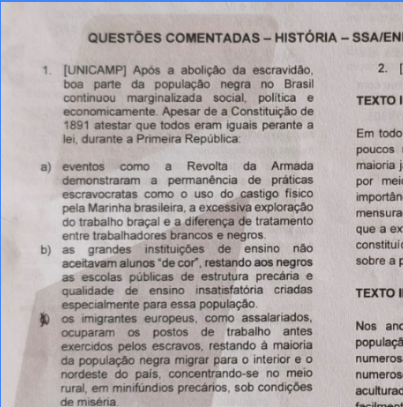 QUESTÕES COMENTADAS – HISTÓRIA – SSA/EN
1. [UNICAMP] Após a abolição da escravidão,
boa parte da população negra no Brasil
continuou marginalizada social, política e
economicamente. Apesar de a Constituição de
1891 atestar que todos eram iguais perante a
lei, durante a Primeira República:
a) eventos como a Revolta da Armada
demonstraram a permanência de práticas
escravocratas como o uso do castigo físico
pela Marinha brasileira, a excessiva exploração
do trabalho braçal e a diferença de tratamento
entre trabalhadores brancos e negros.
b) as grandes instituições de ensino não
aceitavam alunos “de cor”, restando aos negros
as escolas públicas de estrutura precária e
qualidade de ensino insatisfatória criadas
especialmente para essa população.
os imigrantes europeus, como assalariados,
ocuparam os postos de trabalho antes
exercidos pelos escravos, restando à maioria
da população negra migrar para o interior e o
nordeste do país, concentrando-se no meio
rural, em minifúndios precários, sob condições
de miséria.
2. [
TEXTO I
Em todo
poucos
maioria j
por mei
importân
mensura
que a ex
constituí
sobre a p
TEXTO I
Nos anc
populaçã
numeros
numeros
aculturad